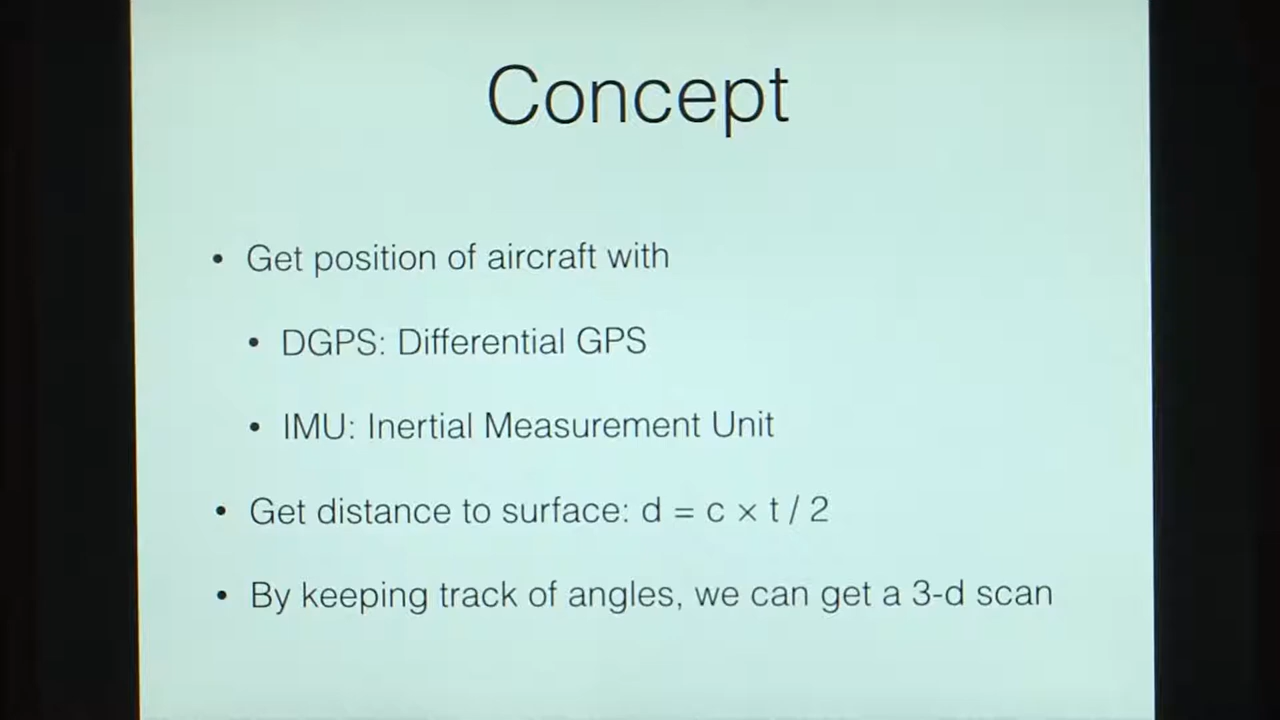 Concept
• Get position of aircraft with
• DGPS: Differential GPS
• IMU: Inertial Measurement Unit
• Get distance to surface: d = c × t / 2
• By keeping track of angles, we can get a 3-d scan